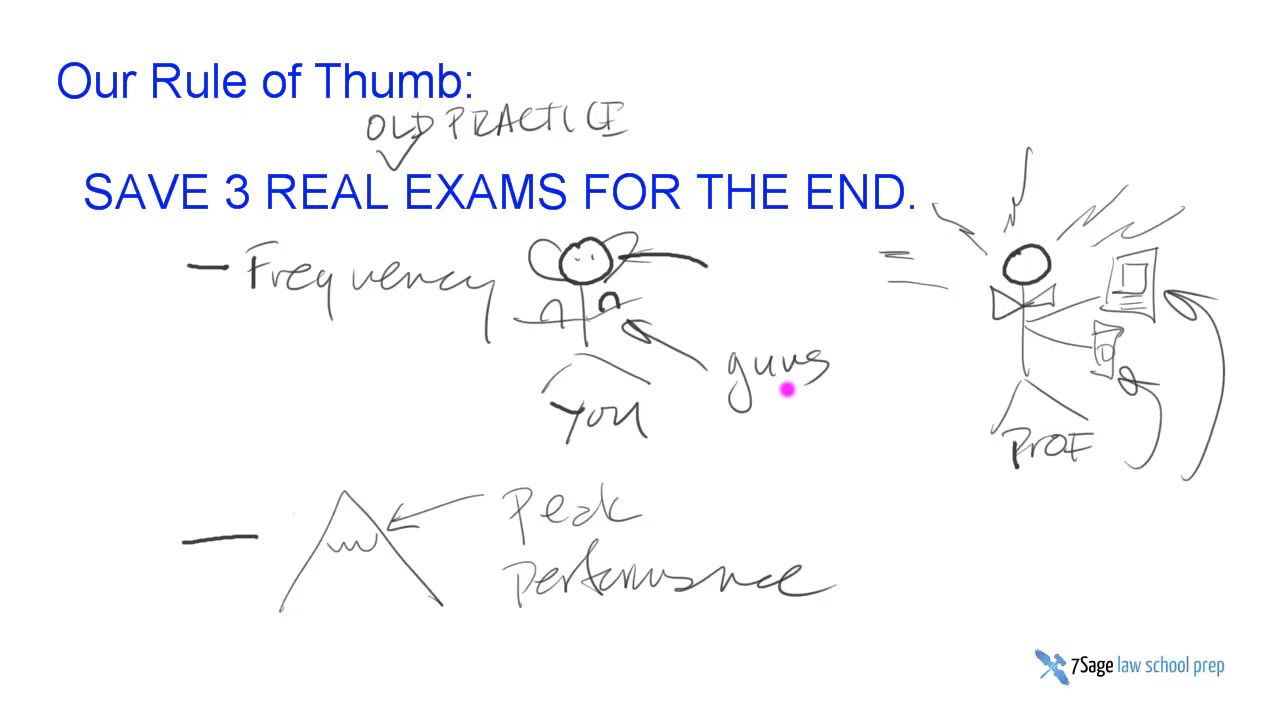 Our Rule of Thumb:
OLD PRACTICE
SAVE 3 REAL EXAMS FOR THE END.
- Frequency
guns
You
Prof
- Peak
performance
7Sage law school prep